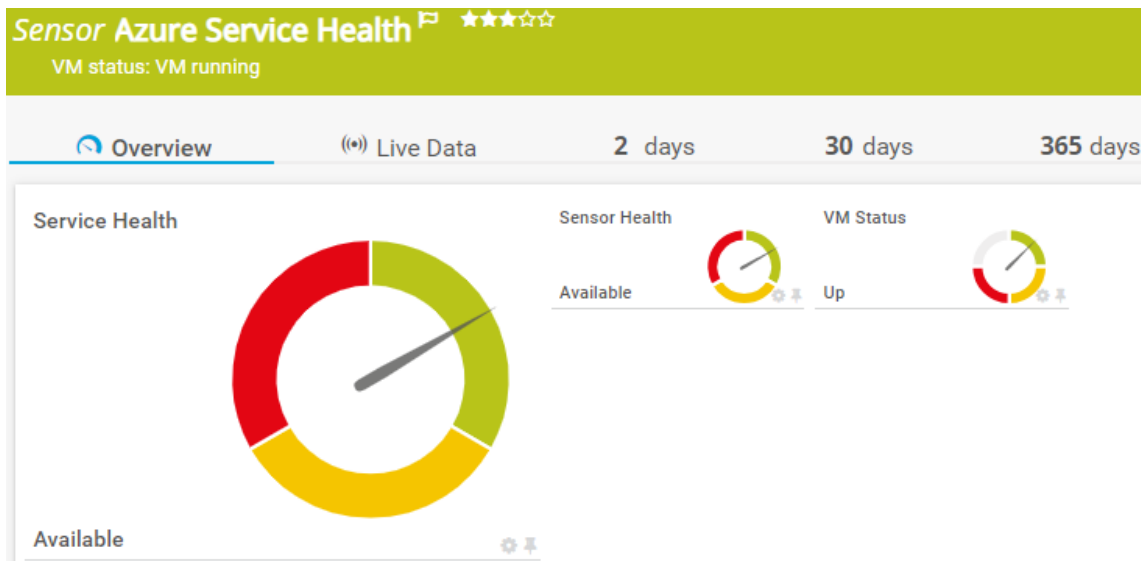 Sensor Azure Service Health
VM status: VM running
Overview
Live Data
2 days
30 days
365 days
Service Health
Available
Sensor Health
Available
VM Status
Up